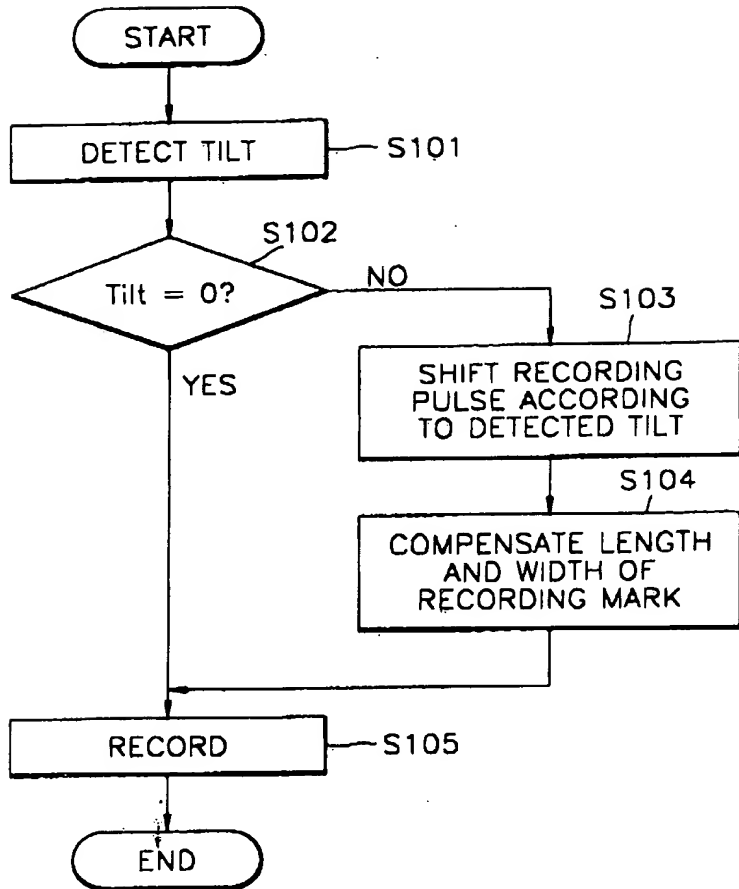 START
DETECT TILT
S101
S102
Tilt = 0?
NO
YES
S103
SHIFT RECORDING
PULSE ACCORDING
TO DETECTED TILT
S104
COMPENSATE LENGTH
AND WIDTH OF
RECORDING MARK
RECORD
S105
END